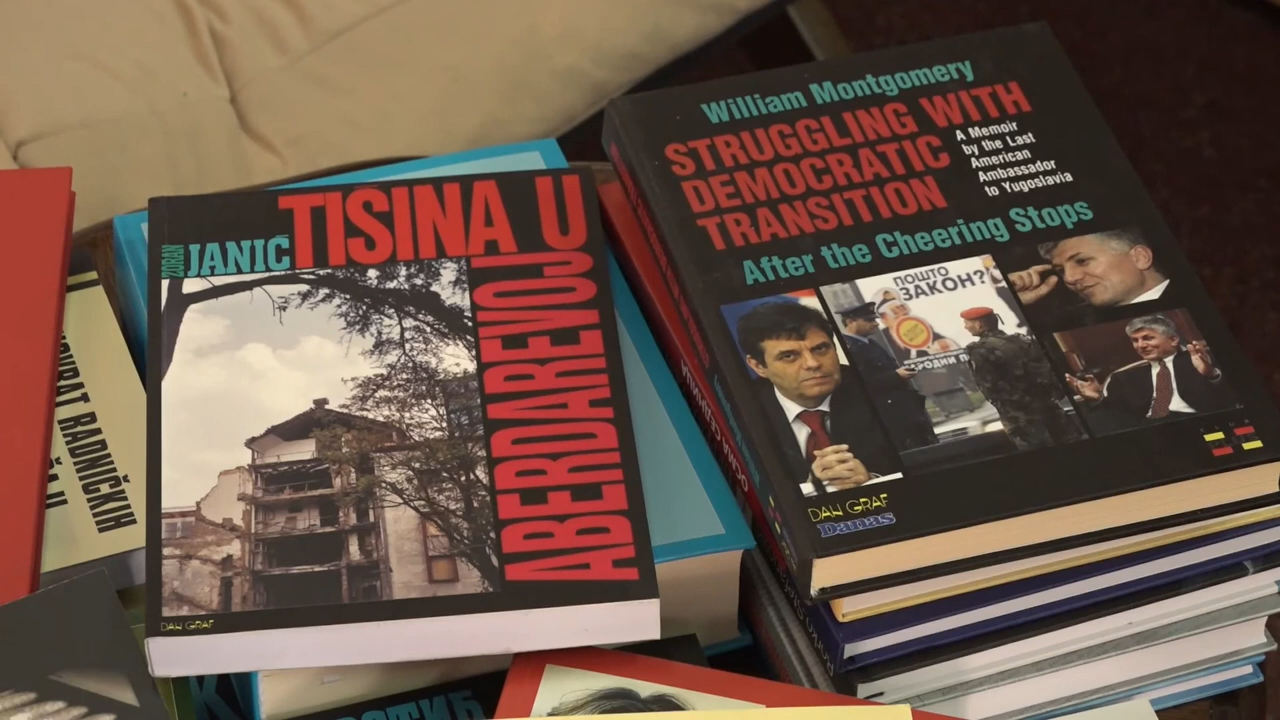 ZORAN
JANIĆ
TIŠINA U
ABERDAREVOJ
DAN GRAF
William Montgomery
STRUGGLING WITH
DEMOCRATIC
TRANSITION
A Memoir
by the Last
American
Ambassador
to Yugoslavia
After the Cheering Stops
ПОШТО
ЗАКОН?
DAN GRAF
Danas
RADNIČKIH